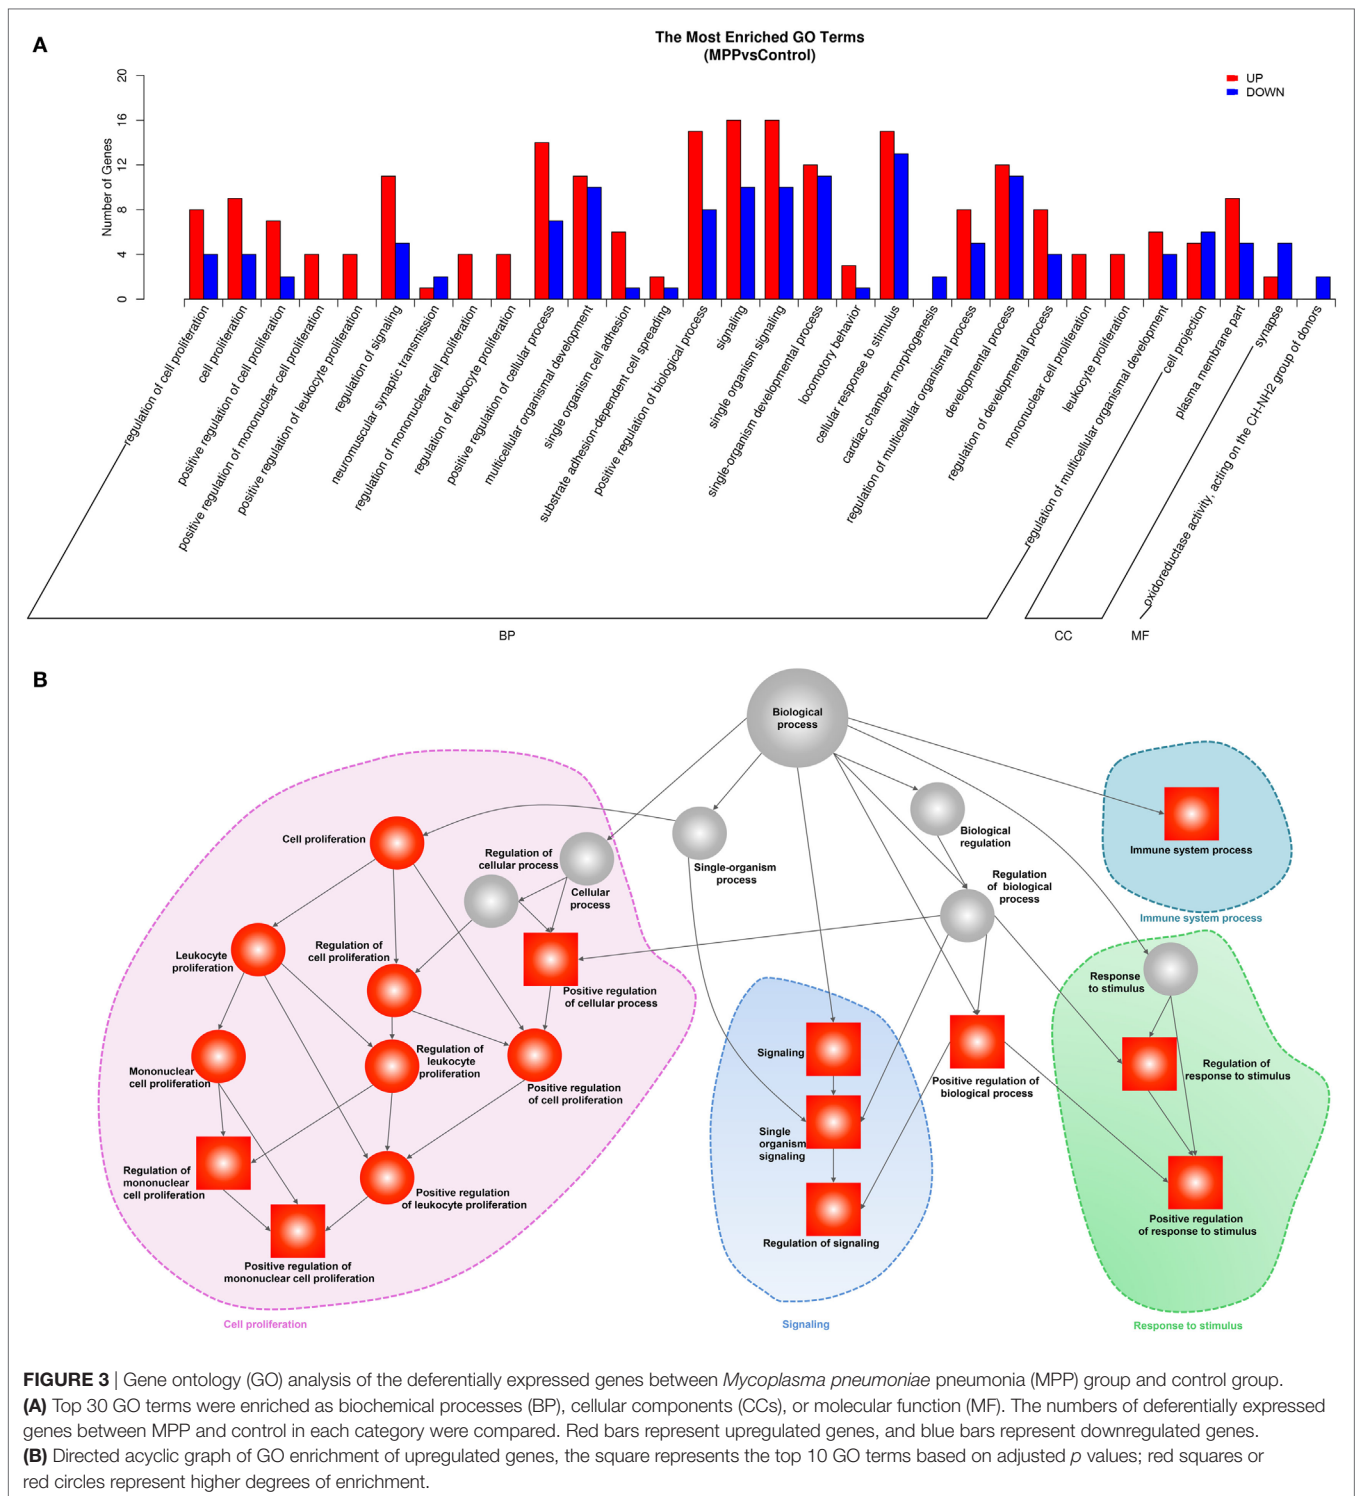 A
The Most Enriched GO Terms
(MPPvsControl)
UP
DOWN
Number of Genes
20
16
12
8
4
0
regulation of cell proliferation
cell proliferation
positive regulation of cell proliferation
positive regulation of mononuclear cell proliferation
positive regulation of leukocyte proliferation
regulation of signaling
neuromuscular synaptic transmission
regulation of mononuclear cell proliferation
regulation of leukocyte proliferation
positive regulation of cellular process
multicellular organismal development
single organism cell adhesion
substrate adhesion-dependent cell spreading
positive regulation of biological process
signaling
single organism signaling
single-organism developmental process
locomotory behavior
cellular response to stimulus
cardiac chamber morphogenesis
regulation of multicellular organismal process
developmental process
regulation of developmental process
mononuclear cell proliferation
leukocyte proliferation
regulation of multicellular organismal development
cell projection
plasma membrane part
synapse
oxidoreductase activity, acting on the CH-NH2 group of donors
BP
CC
MF
B
Biological
process
Cell proliferation
Regulation of
cellular process
Cellular
process
Single-organism
process
Biological
regulation
Regulation
of biological
process
Immune system process
Immune system process
Leukocyte
proliferation
Regulation of
cell proliferation
Positive regulation
of cellular process
Response
to stimulus
Mononuclear
cell proliferation
Regulation of
leukocyte
proliferation
Positive regulation
of cell proliferation
Signaling
Positive regulation of
biological process
Regulation of
response to stimulus
Single
organism
signaling
Regulation of
mononuclear
cell proliferation
Positive regulation
of leukocyte proliferation
Regulation of signaling
Positive regulation
of response to stimulus
Positive regulation of
mononuclear cell proliferation
Cell proliferation
Signaling
Response to stimulus
FIGURE 3 | Gene ontology (GO) analysis of the deferentially expressed genes between Mycoplasma pneumoniae pneumonia (MPP) group and control group.
(A) Top 30 GO terms were enriched as biochemical processes (BP), cellular components (CCs), or molecular function (MF). The numbers of deferentially expressed
genes between MPP and control in each category were compared. Red bars represent upregulated genes, and blue bars represent downregulated genes.
(B) Directed acyclic graph of GO enrichment of upregulated genes, the square represents the top 10 GO terms based on adjusted p values; red squares or
red circles represent higher degrees of enrichment.